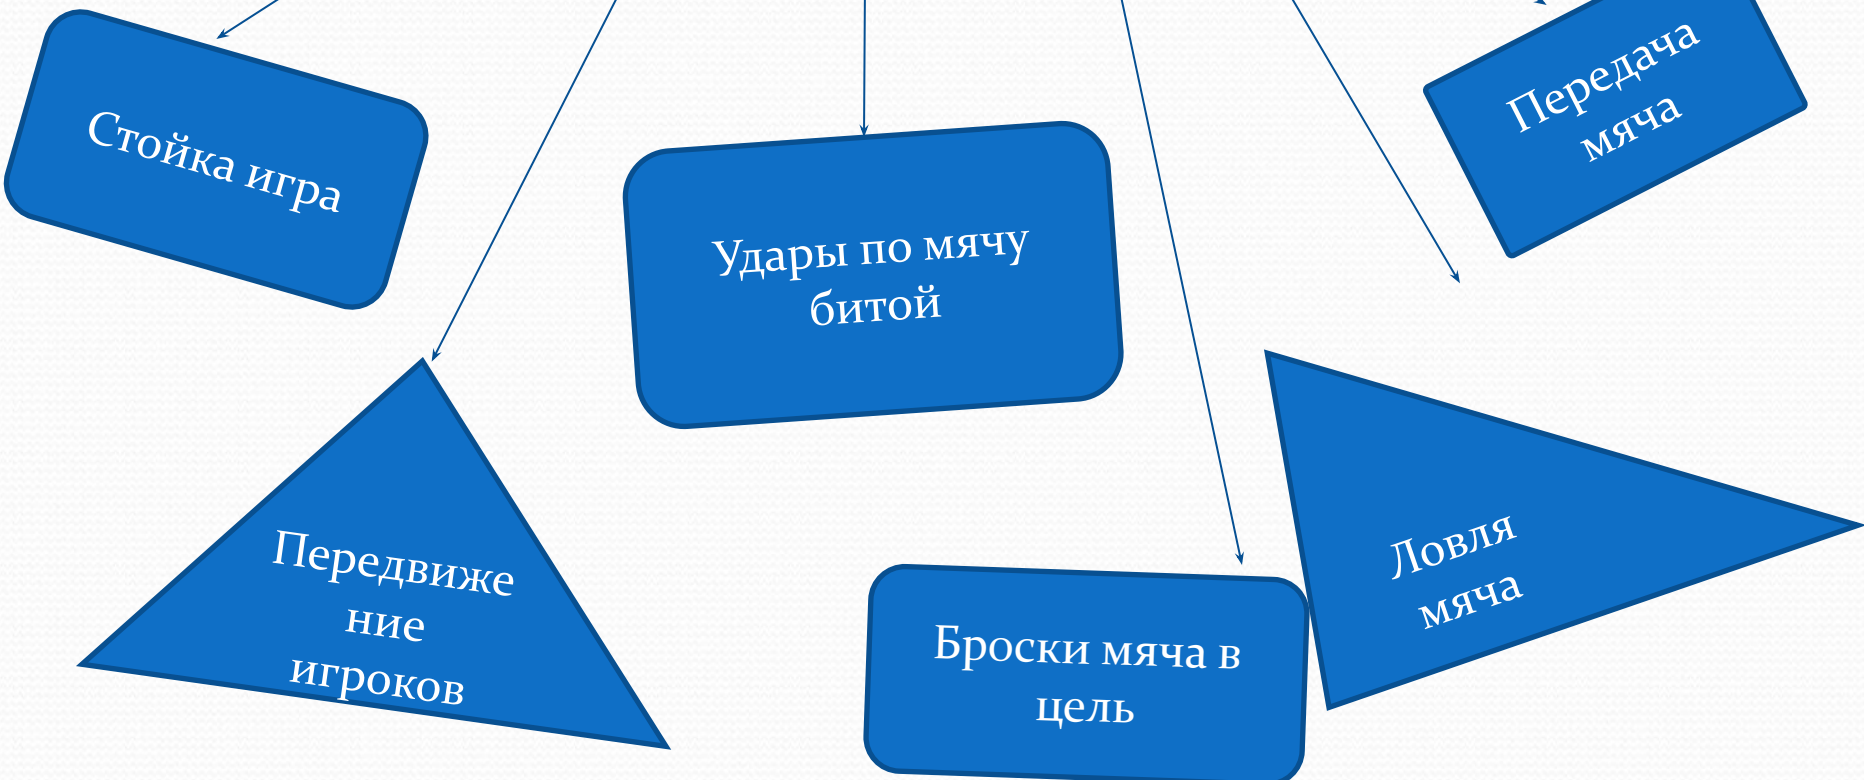 Стойка игра
Передвиже
ние
игроков
Удары по мячу
битой
Броски мяча в
цель
Ловля
мяча
Передача
мяча